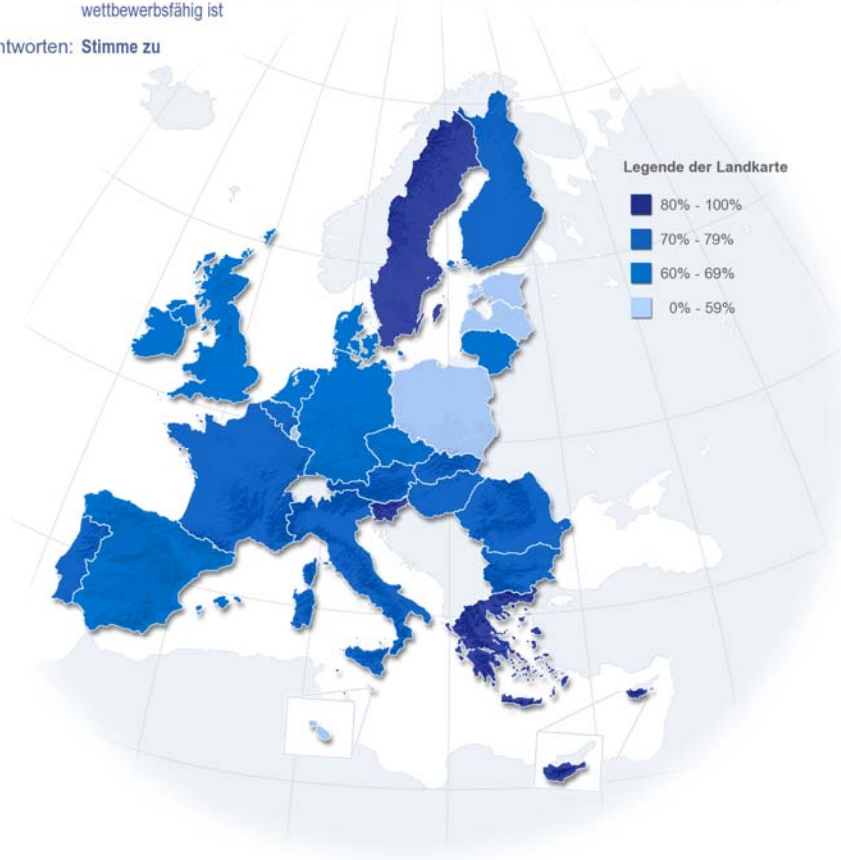 wettbewerbsfähig ist
ntworten: Stimme zu
Legende der Landkarte
80% - 100%
70% - 79%
60% - 69%
0% - 59%